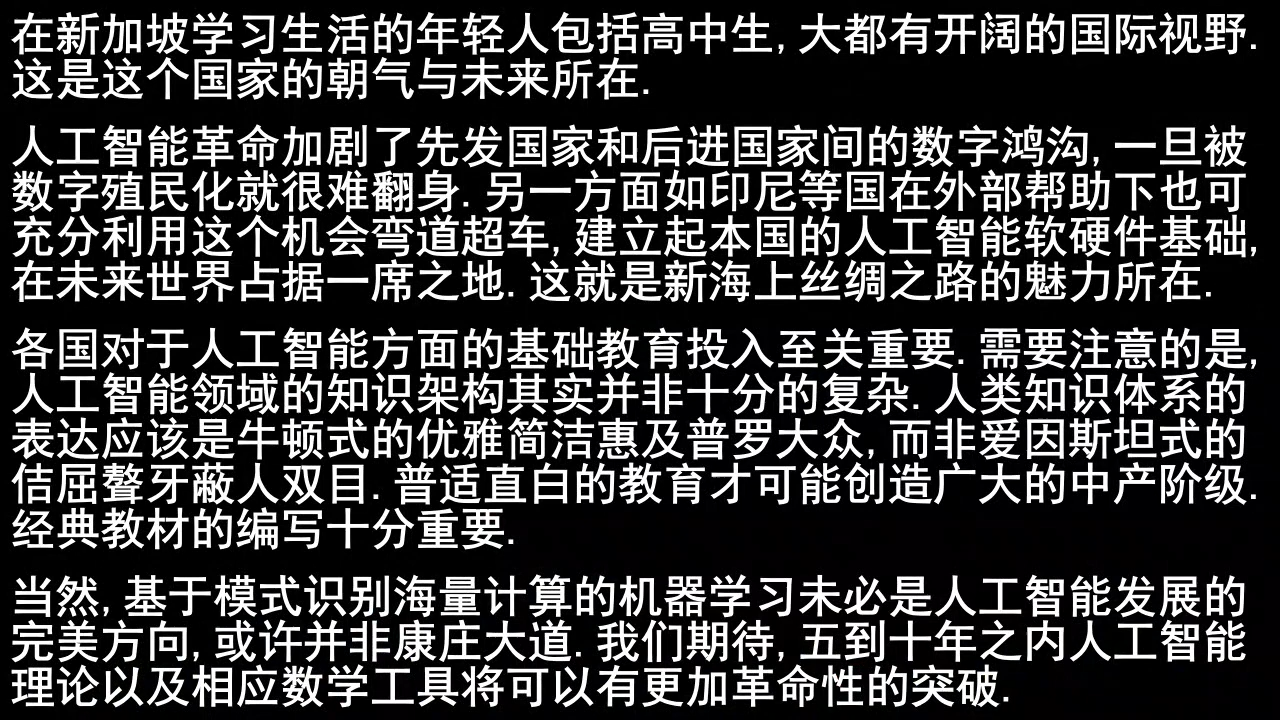 在新加坡学习生活的年轻人包括高中生,大都有开阔的国际视野.
这是这个国家的朝气与未来所在.
人工智能革命加剧了先发国家和后进国家间的数字鸿沟,一旦被
数字殖民化就很难翻身.另一方面如印尼等国在外部帮助下也可
充分利用这个机会弯道超车,建立起本国的人工智能软硬件基础,
在未来世界占据一席之地.这就是新海上丝绸之路的魅力所在.
各国对于人工智能方面的基础教育投入至关重要.需要注意的是,
人工智能领域的知识架构其实并非十分的复杂.人类知识体系的
表达应该是牛顿式的优雅简洁惠及普罗大众,而非爱因斯坦式的
佶屈聱牙蔽人双目.普适直白的教育才可能创造广大的中产阶级.
经典教材的编写十分重要.
当然,基于模式识别海量计算的机器学习未必是人工智能发展的
完美方向,或许并非康庄大道.我们期待,五到十年之内人工智能
理论以及相应数学工具将可以有更加革命性的突破.